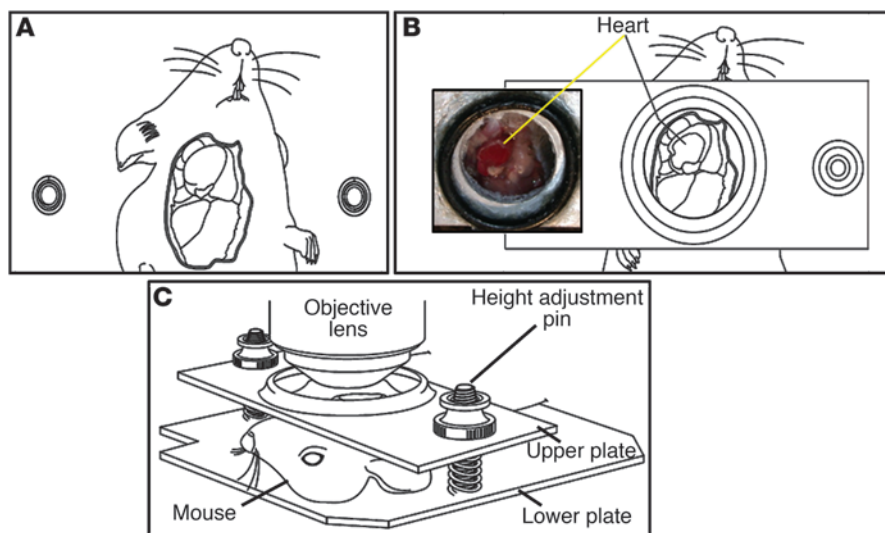 A
B
Heart
C
Objective
lens
Height adjustment
pin
Upper plate
Mouse
Lower plate